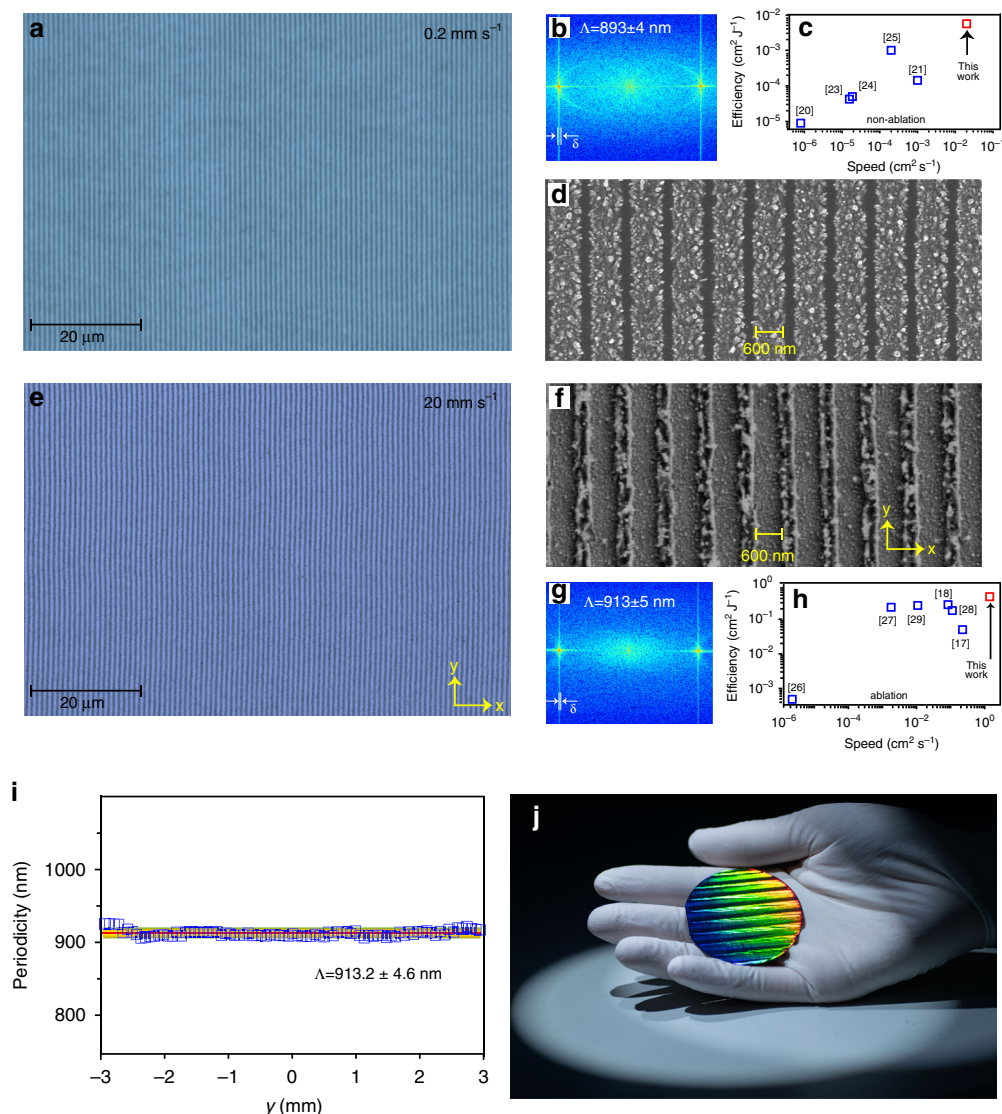 a
0.2 mm s⁻¹
20 μm
b
Λ=893±4 nm
δ
c
Efficiency (cm² J⁻¹)
10⁻²
10⁻³
10⁻⁴
10⁻⁵
[25]
[21]
[23]
[24]
[20]
This
work
non-ablation
10⁻⁶
10⁻⁵
10⁻⁴
10⁻³
10⁻²
10⁻¹
Speed (cm² s⁻¹)
d
600 nm
e
20 mm s⁻¹
20 μm
y
x
f
600 nm
y
x
g
Λ=913±5 nm
δ
h
Efficiency (cm² J⁻¹)
10⁰
10⁻¹
10⁻²
10⁻³
[18]
[28]
[27]
[29]
[17]
[26]
This
work
ablation
10⁻⁶
10⁻⁴
10⁻²
10⁰
Speed (cm² s⁻¹)
i
Periodicity (nm)
1000
900
800
Λ=913.2 ± 4.6 nm
−3
−2
−1
0
1
2
3
y (mm)
j